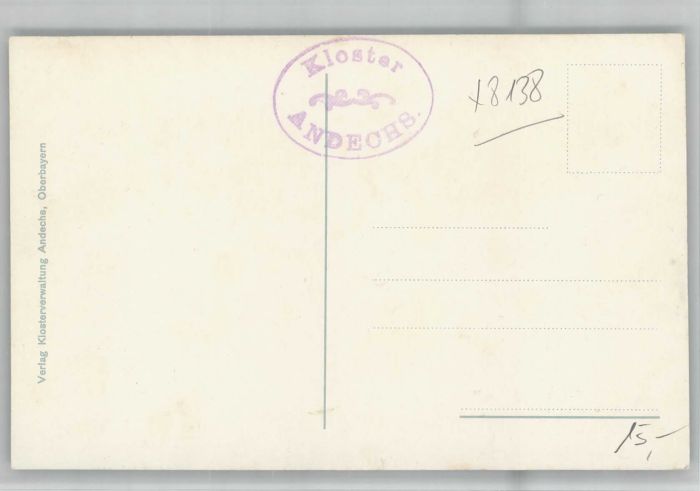 Kloster
ANDECHS.
x8138
Verlag Klosterverwaltung Andechs, Oberbayern
15,-